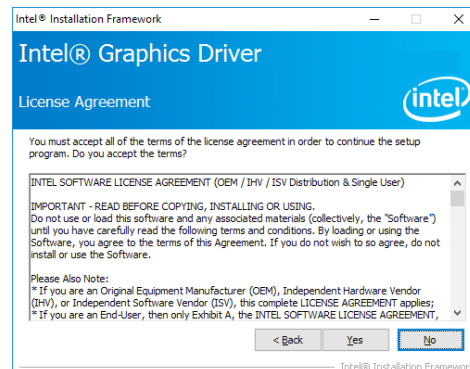 Intel® Installation Framework
Intel® Graphics Driver
License Agreement
intel
You must accept all of the terms of the license agreement in order to continue the setup
program. Do you accept the terms?
INTEL SOFTWARE LICENSE AGREEMENT (OEM / IHV / ISV Distribution & Single User)
IMPORTANT - READ BEFORE COPYING, INSTALLING OR USING.
Do not use or load this software and any associated materials (collectively, the "Software")
until you have carefully read the following terms and conditions. By loading or using the
Software, you agree to the terms of this Agreement. If you do not wish to so agree, do not
install or use the Software.
Please Also Note:
* If you are an Original Equipment Manufacturer (OEM), Independent Hardware Vendor
(IHV), or Independent Software Vendor (ISV), this complete LICENSE AGREEMENT applies;
* If you are an End-User, then only Exhibit A, the INTEL SOFTWARE LICENSE AGREEMENT,
< Back Yes No
Intel® Installation Framework